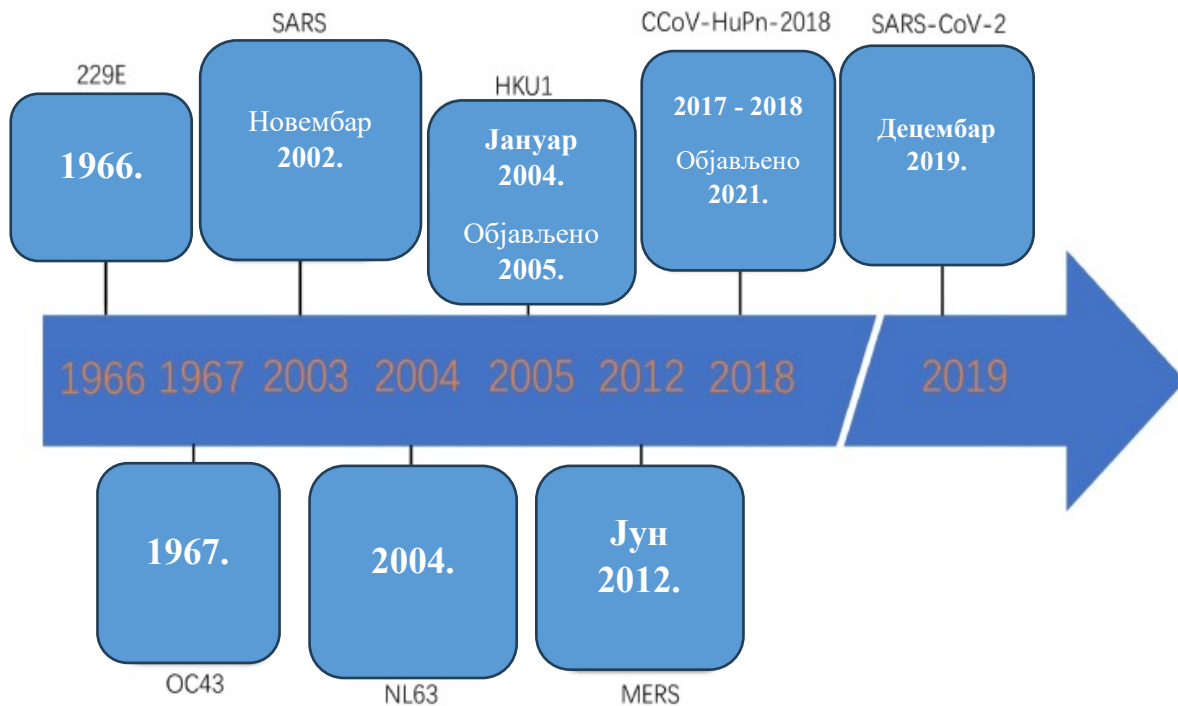 SARS
CCoV-HuPn-2018
SARS-CoV-2
229E
HKU1
1966.
Новембар
2002.
Јануар
2004.
Објављено
2005.
2017 - 2018
Објављено
2021.
Децембар
2019.
1966 1967 2003 2004 2005 2012 2018 2019
1967.
2004.
Јун
2012.
OC43
NL63
MERS